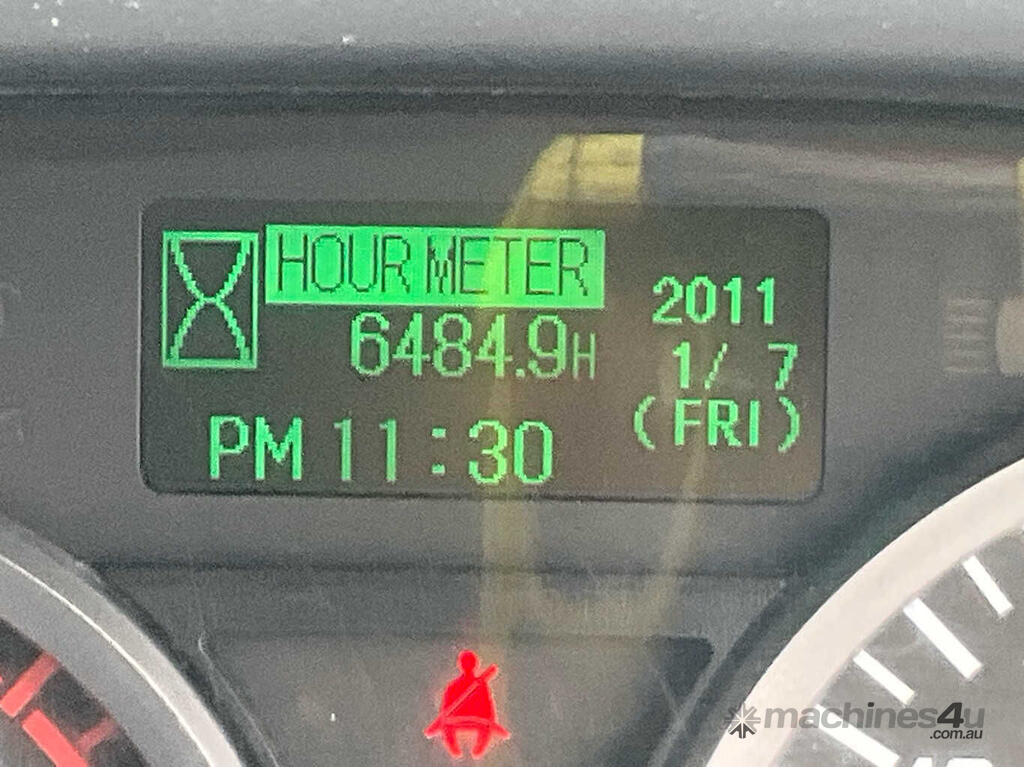 HOUR METER
6484.9H
2011
1/ 7
(FRI)
PM 11:30
machines4u
.com.au